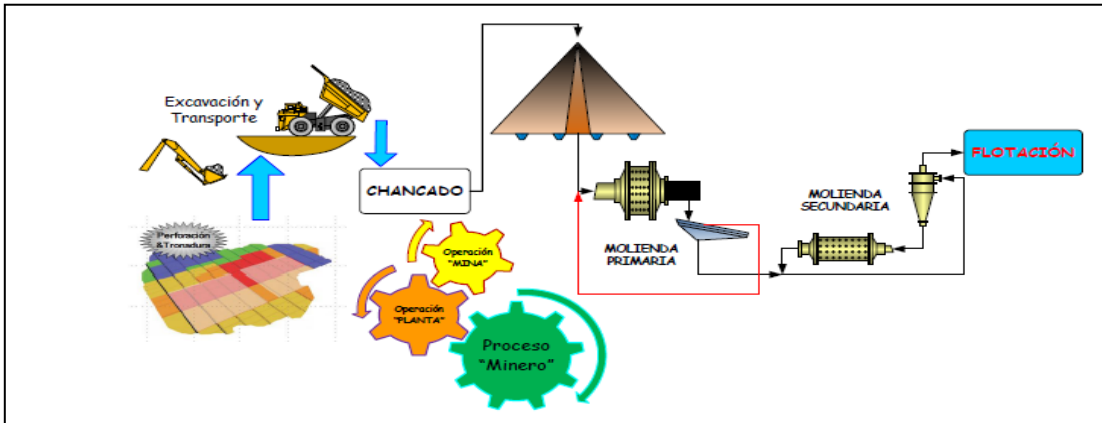 Excavación y
Transporte
Perforación
&Tronadura
CHANCADO
Operación
"MINA"
Operación
"PLANTA"
Proceso
"Minero"
MOLIENDA
PRIMARIA
MOLIENDA
SECUNDARIA
FLOTACIÓN